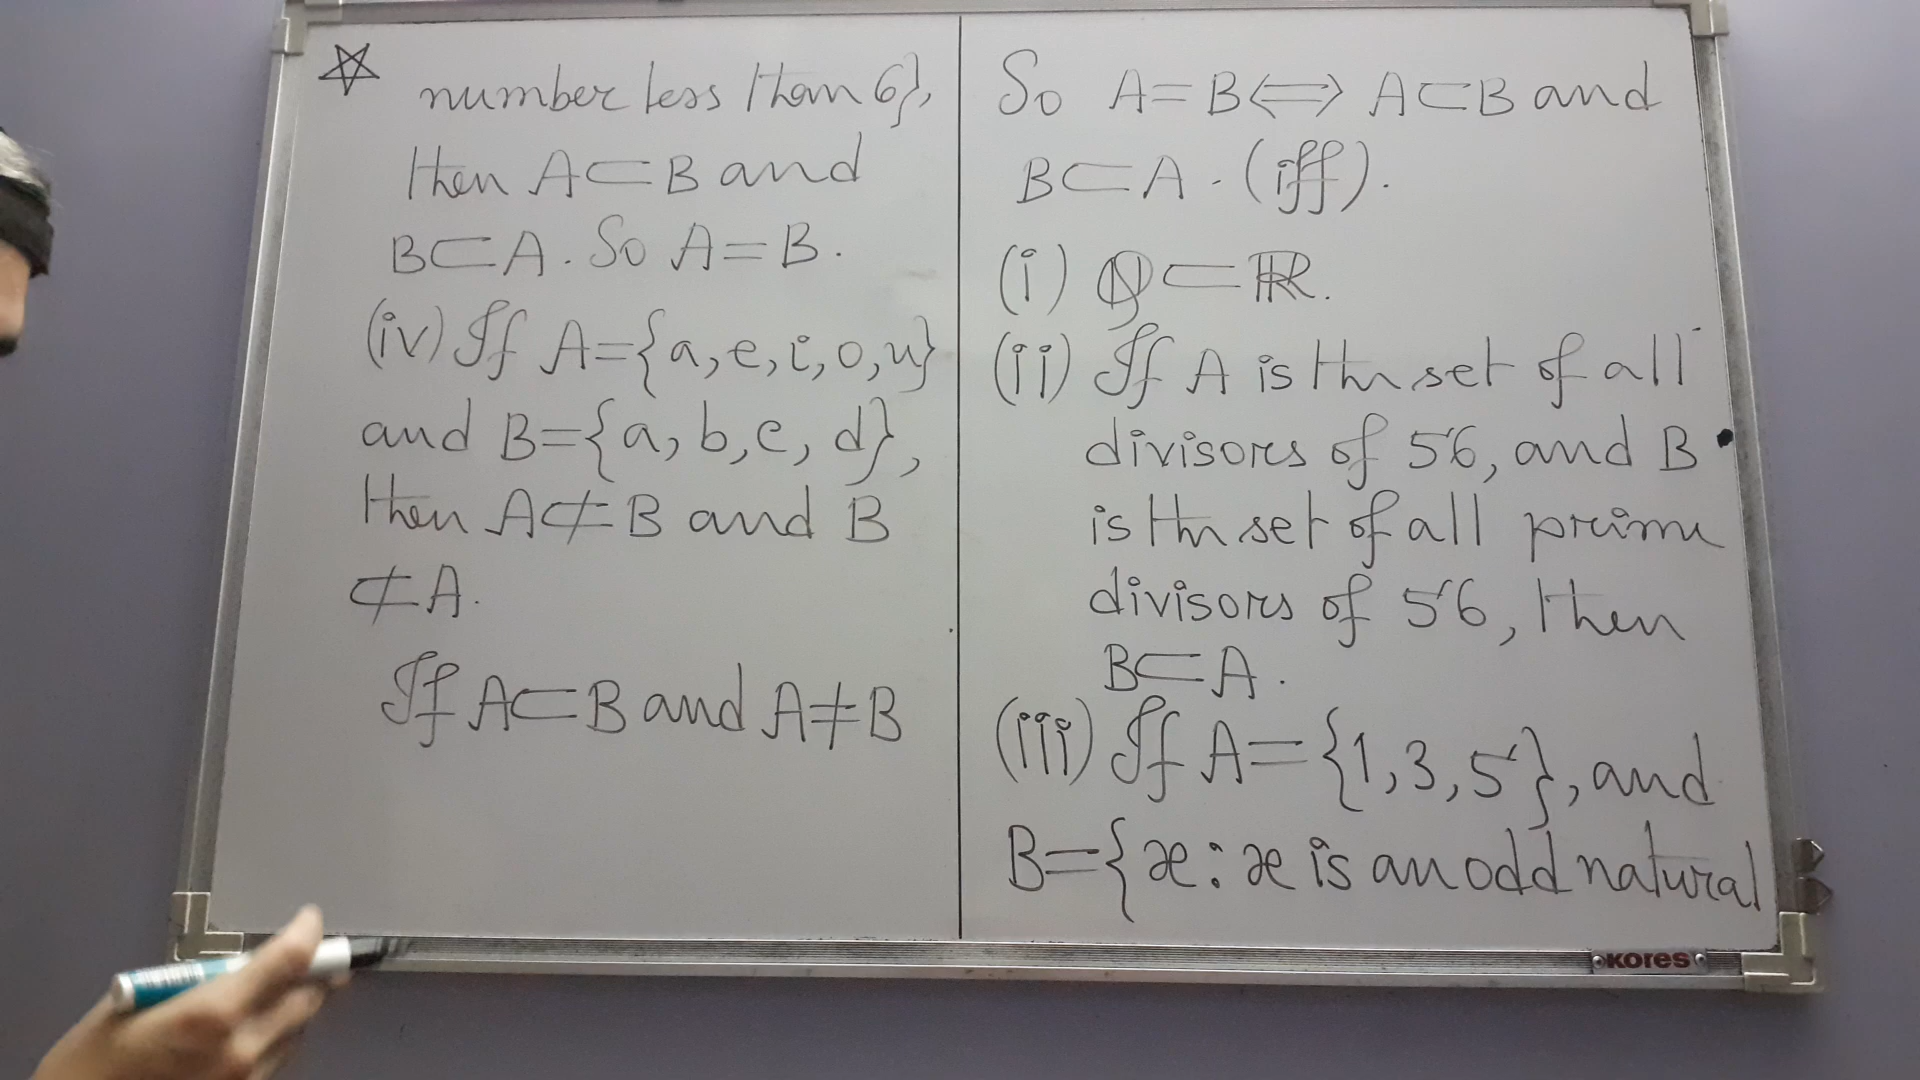 number less than 6},
then A⊂B and
B⊂A. So A=B.
(iv) If A={a,e,i,o,u}
and B={a,b,c,d},
then A⊄B and B
⊄A.
If A⊂B and A≠B
So A=B⟺A⊂B and
B⊂A. (iff).
(i) ℚ⊂ℝ.
(ii) If A is the set of all
divisors of 56, and B
is the set of all prime
divisors of 56, then
B⊂A.
(iii) If A={1,3,5}, and
B={x:x is an odd natural
KORES